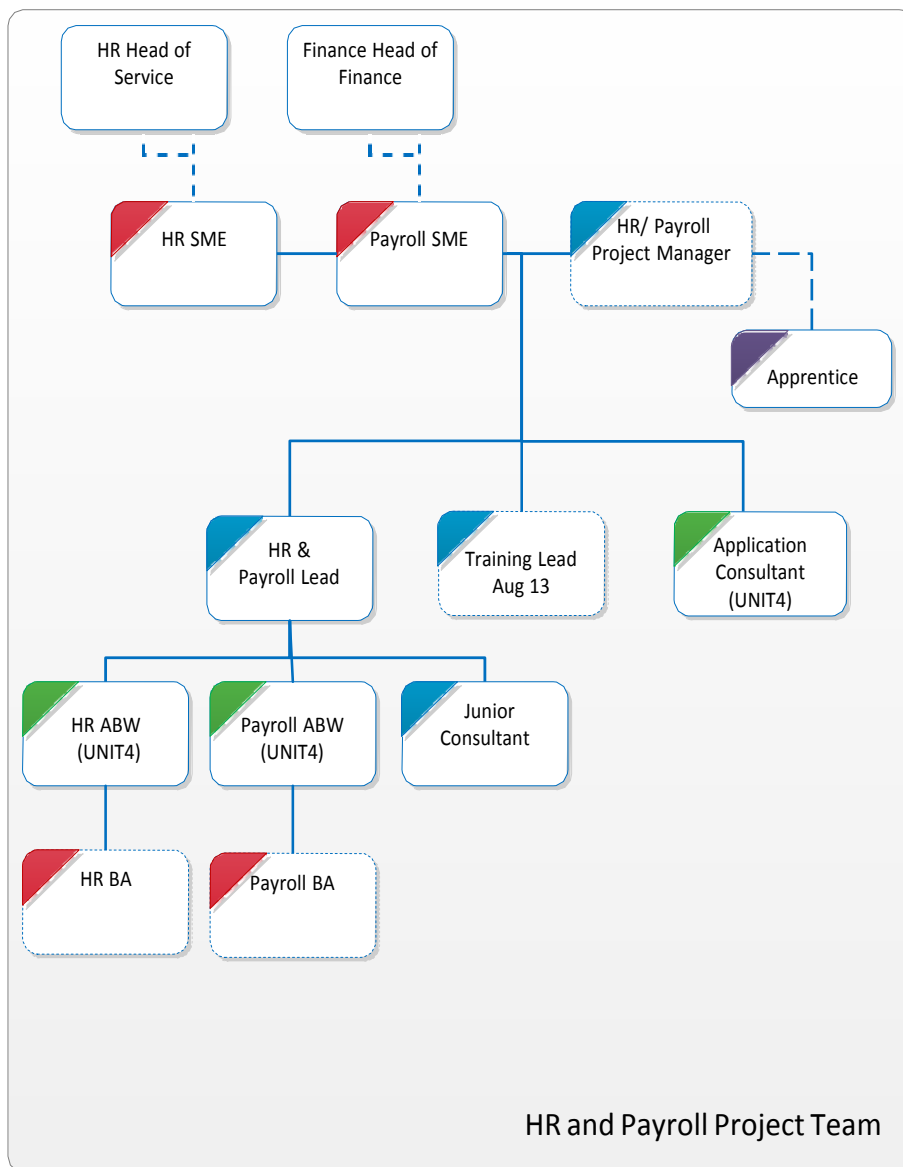 HR Head of
Service
Finance Head of
Finance
HR SME
Payroll SME
HR/ Payroll
Project Manager
Apprentice
HR &
Payroll Lead
Training Lead
Aug 13
Application
Consultant
(UNIT4)
HR ABW
(UNIT4)
Payroll ABW
(UNIT4)
Junior
Consultant
HR BA
Payroll BA
HR and Payroll Project Team